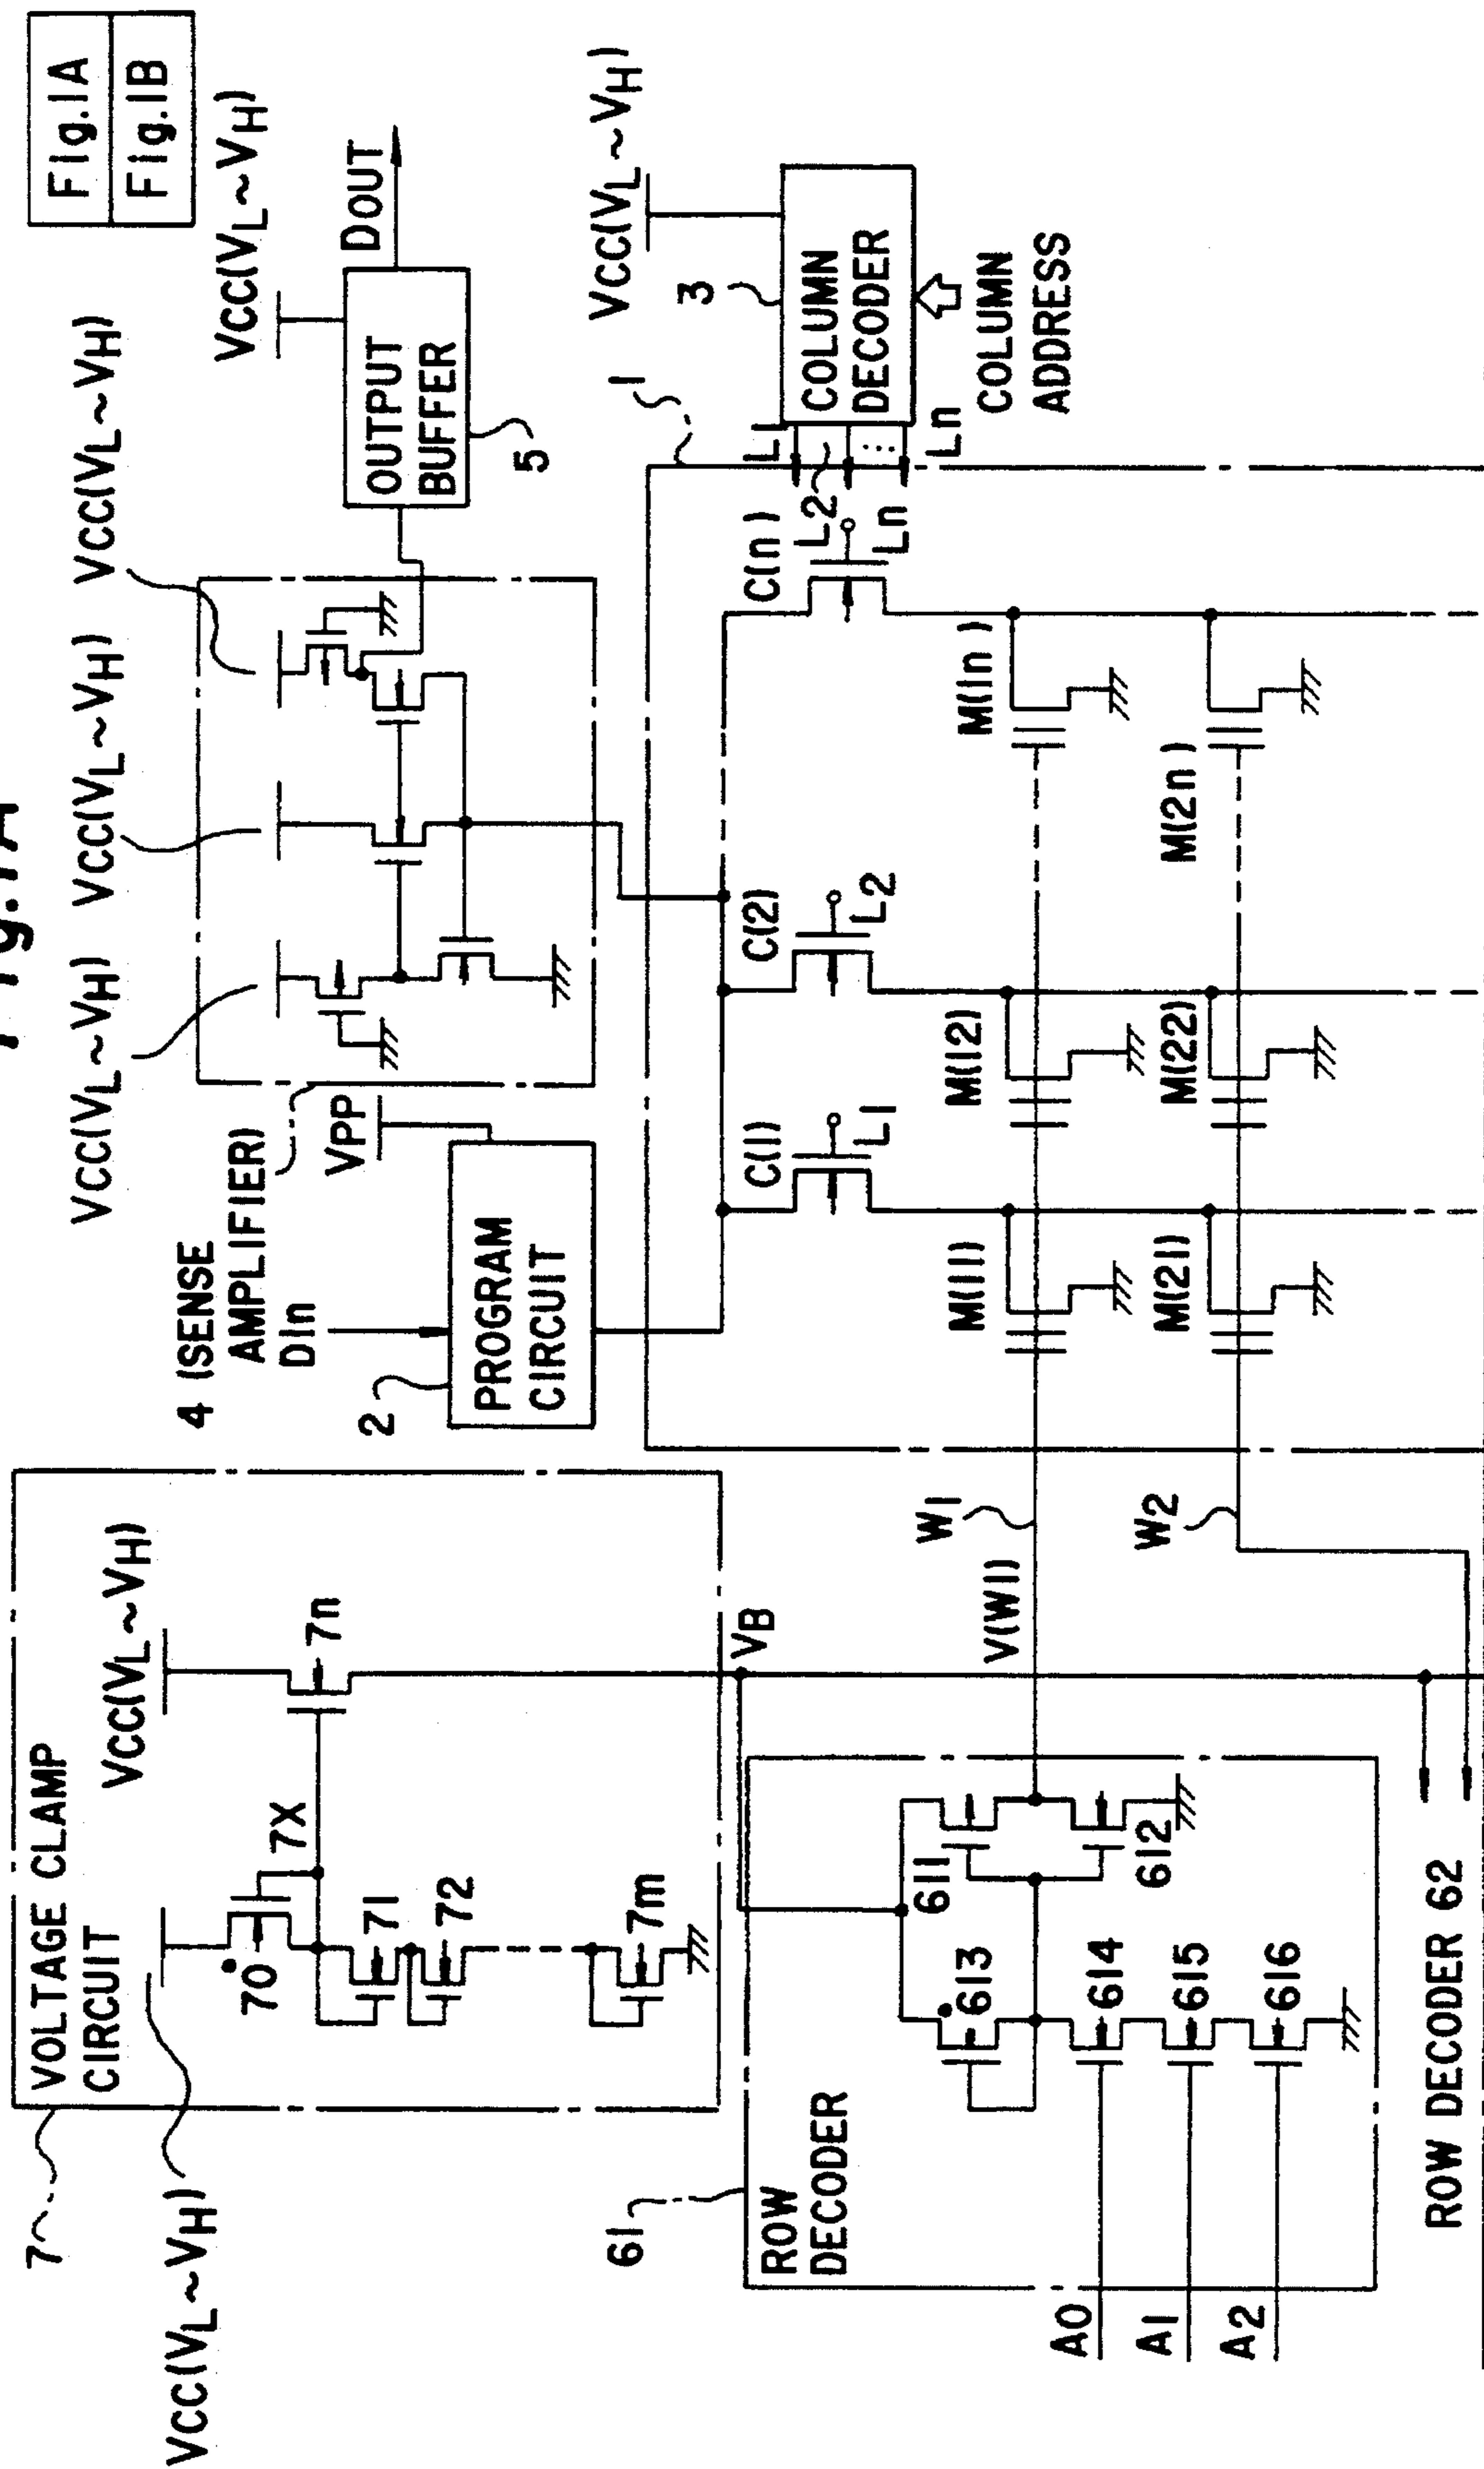 Fig.1A
Fig.1A
Fig.1B
7
VOLTAGE CLAMP
CIRCUIT
VCC(VL~VH)
VCC(VL~VH)
70
7X
7n
71
72
7m
VB
4 (SENSE
AMPLIFIER)
VCC(VL~VH)
VCC(VL~VH)
VCC(VL~VH)
VCC(VL~VH)
OUTPUT
BUFFER
5
DOUT
DIn
VPP
2
PROGRAM
CIRCUIT
1
VCC(VL~VH)
3
COLUMN
DECODER
COLUMN
ADDRESS
L1
L2
Ln
C(1)
L1
C(2)
L2
C(n)
Ln
M(11)
M(12)
M(1n)
M(21)
M(22)
M(2n)
W1
V(W1)
W2
61
ROW
DECODER
611
612
613
614
615
616
A0
A1
A2
ROW DECODER 62